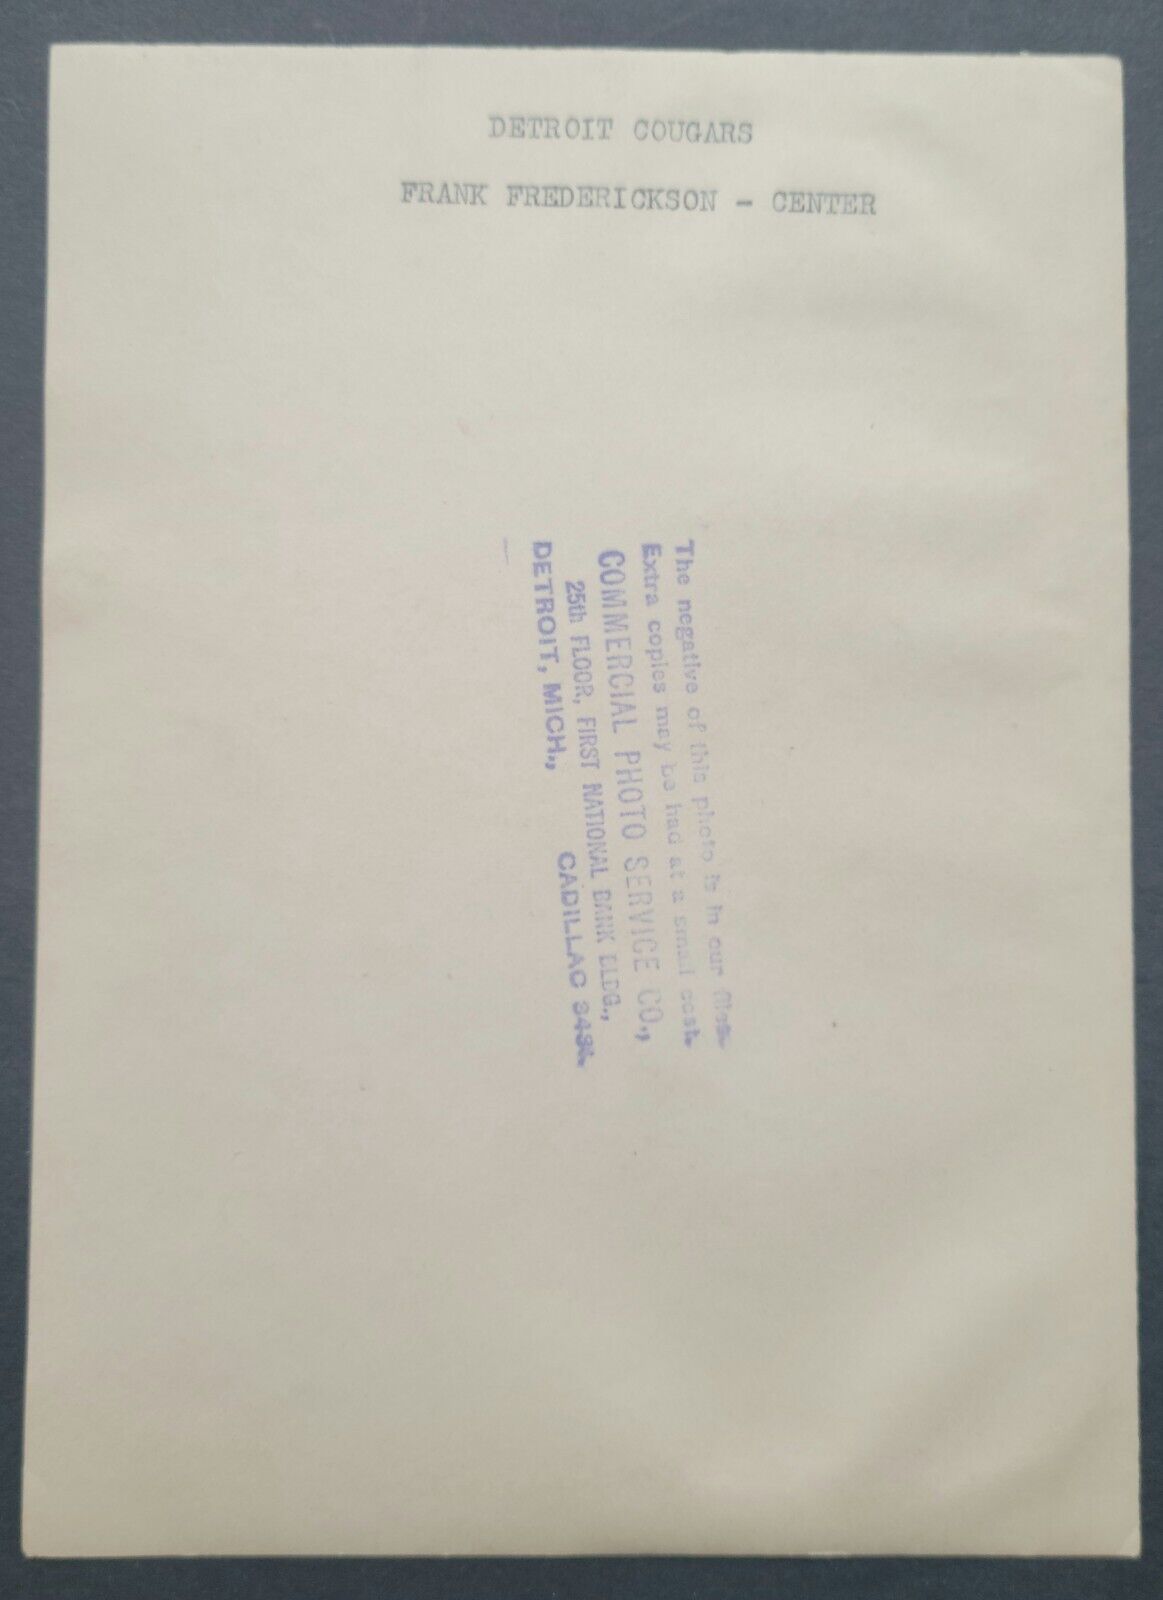 DETROIT COUGARS
FRANK FREDERICKSON - CENTER
The negative of this photo is in our files.
Extra copies may be had at a small cost.
COMMERCIAL PHOTO SERVICE CO.,
25th FLOOR, FIRST NATIONAL BANK BLDG.,
DETROIT, MICH., CADILLAC